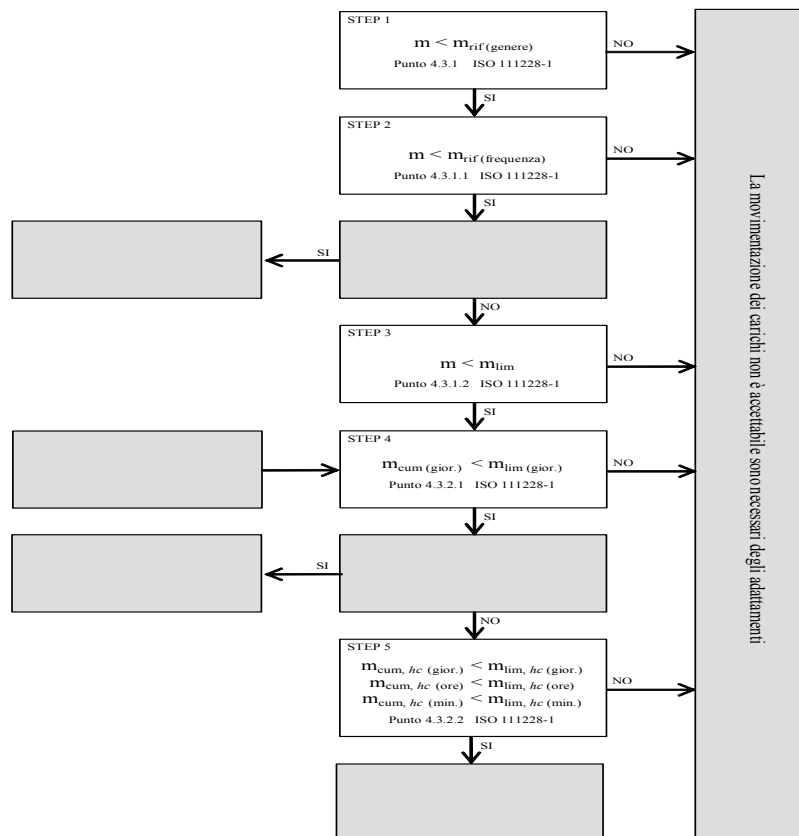 STEP 1
m < mrif (genere)
Punto 4.3.1 ISO 111228-1
NO
SI
STEP 2
m < mrif (frequenza)
Punto 4.3.1.1 ISO 111228-1
NO
SI
SI
NO
STEP 3
m < mlim
Punto 4.3.1.2 ISO 111228-1
NO
SI
STEP 4
mcum (gior.) < mlim (gior.)
Punto 4.3.2.1 ISO 111228-1
NO
SI
SI
NO
STEP 5
mcum, hc (gior.) < mlim, hc (gior.)
mcum, hc (ore) < mlim, hc (ore)
mcum, hc (min.) < mlim, hc (min.)
Punto 4.3.2.2 ISO 111228-1
NO
SI
La movimentazione dei carichi non è accettabile sono necessari degli adattamenti